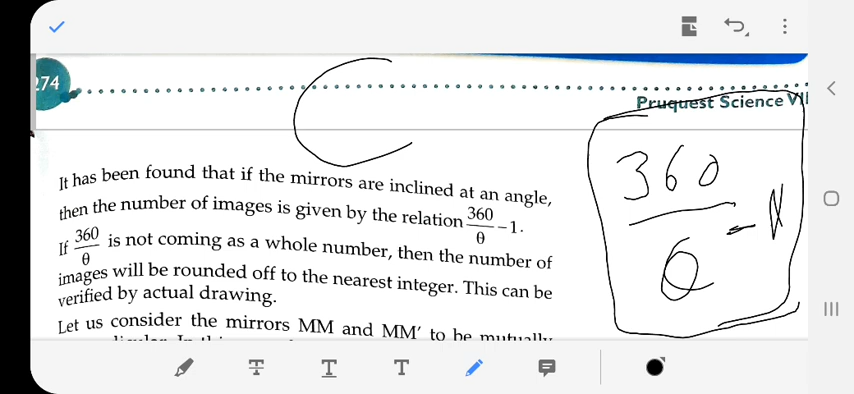 274
Pruquest Science VII
It has been found that if the mirrors are inclined at an angle,
then the number of images is given by the relation 360/θ – 1.
If 360/θ is not coming as a whole number, then the number of
images will be rounded off to the nearest integer. This can be
verified by actual drawing.
Let us consider the mirrors MM and MM′ to be mutually
360/θ = N
T T T